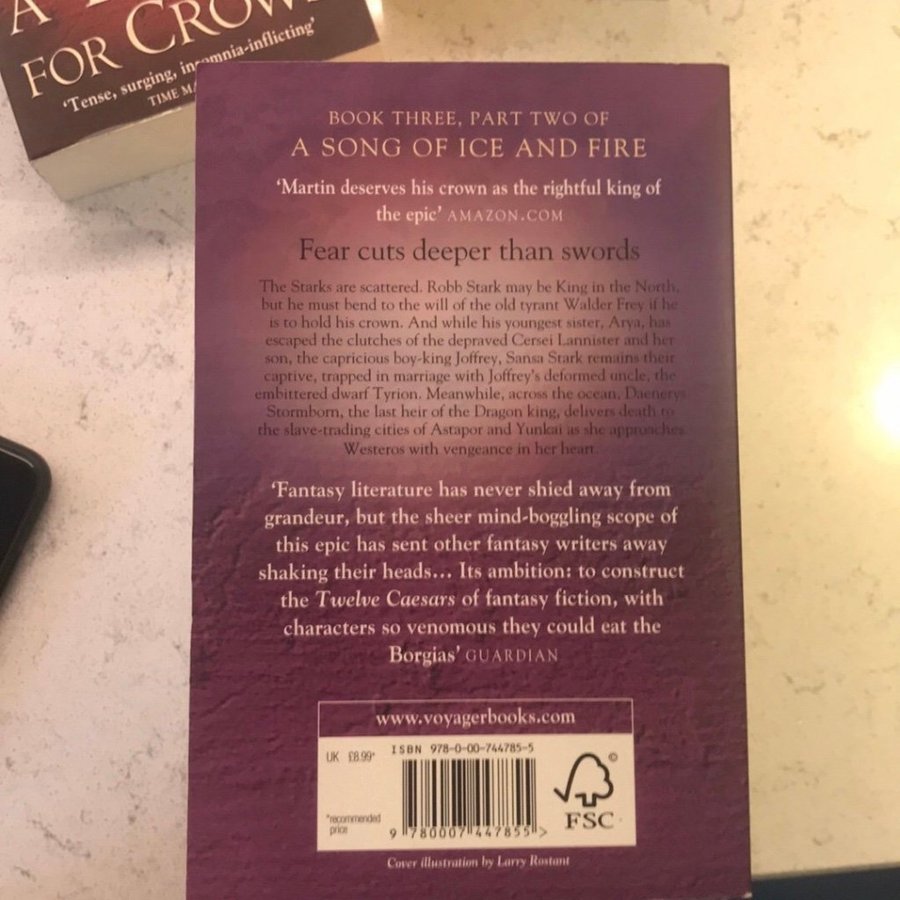 A
FOR CROW
'Tense, surging, insomnia-inflicting'
TIME MA
BOOK THREE, PART TWO OF
A SONG OF ICE AND FIRE
'Martin deserves his crown as the rightful king of
the epic' AMAZON.COM
Fear cuts deeper than swords
The Starks are scattered. Robb Stark may be King in the North,
but he must bend to the will of the old tyrant Walder Frey if he
is to hold his crown. And while his youngest sister, Arya, has
escaped the clutches of the depraved Cersei Lannister and her
son, the capricious boy-king Joffrey, Sansa Stark remains their
captive, trapped in marriage with Joffrey's deformed uncle, the
embittered dwarf Tyrion. Meanwhile, across the ocean, Daenerys
Stormborn, the last heir of the Dragon king, delivers death to
the slave-trading cities of Astapor and Yunkai as she approaches
Westeros with vengeance in her heart.
'Fantasy literature has never shied away from
grandeur, but the sheer mind-boggling scope of
this epic has sent other fantasy writers away
shaking their heads... Its ambition: to construct
the Twelve Caesars of fantasy fiction, with
characters so venomous they could eat the
Borgias' GUARDIAN
www.voyagerbooks.com
UK £8.99*
ISBN 978-0-00-744785-5
*recommended
price
9 780007 447855 >
©
FSC
Cover illustration by Larry Rostant